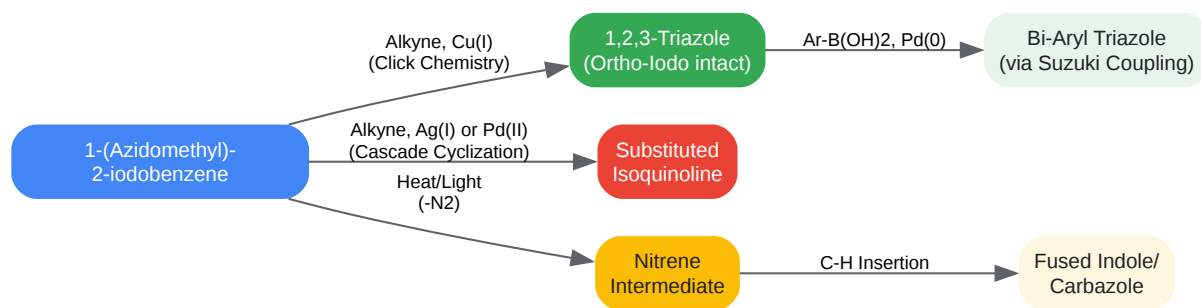 Alkyne, Cu(I)
(Click Chemistry)
1,2,3-Triazole
(Ortho-Iodo intact)
Ar-B(OH)2, Pd(0)
Bi-Aryl Triazole
(via Suzuki Coupling)
1-(Azidomethyl)-
2-iodobenzene
Alkyne, Ag(I) or Pd(II)
(Cascade Cyclization)
Substituted
Isoquinoline
Heat/Light
(-N2)
Nitrene
Intermediate
C-H Insertion
Fused Indole/
Carbazole